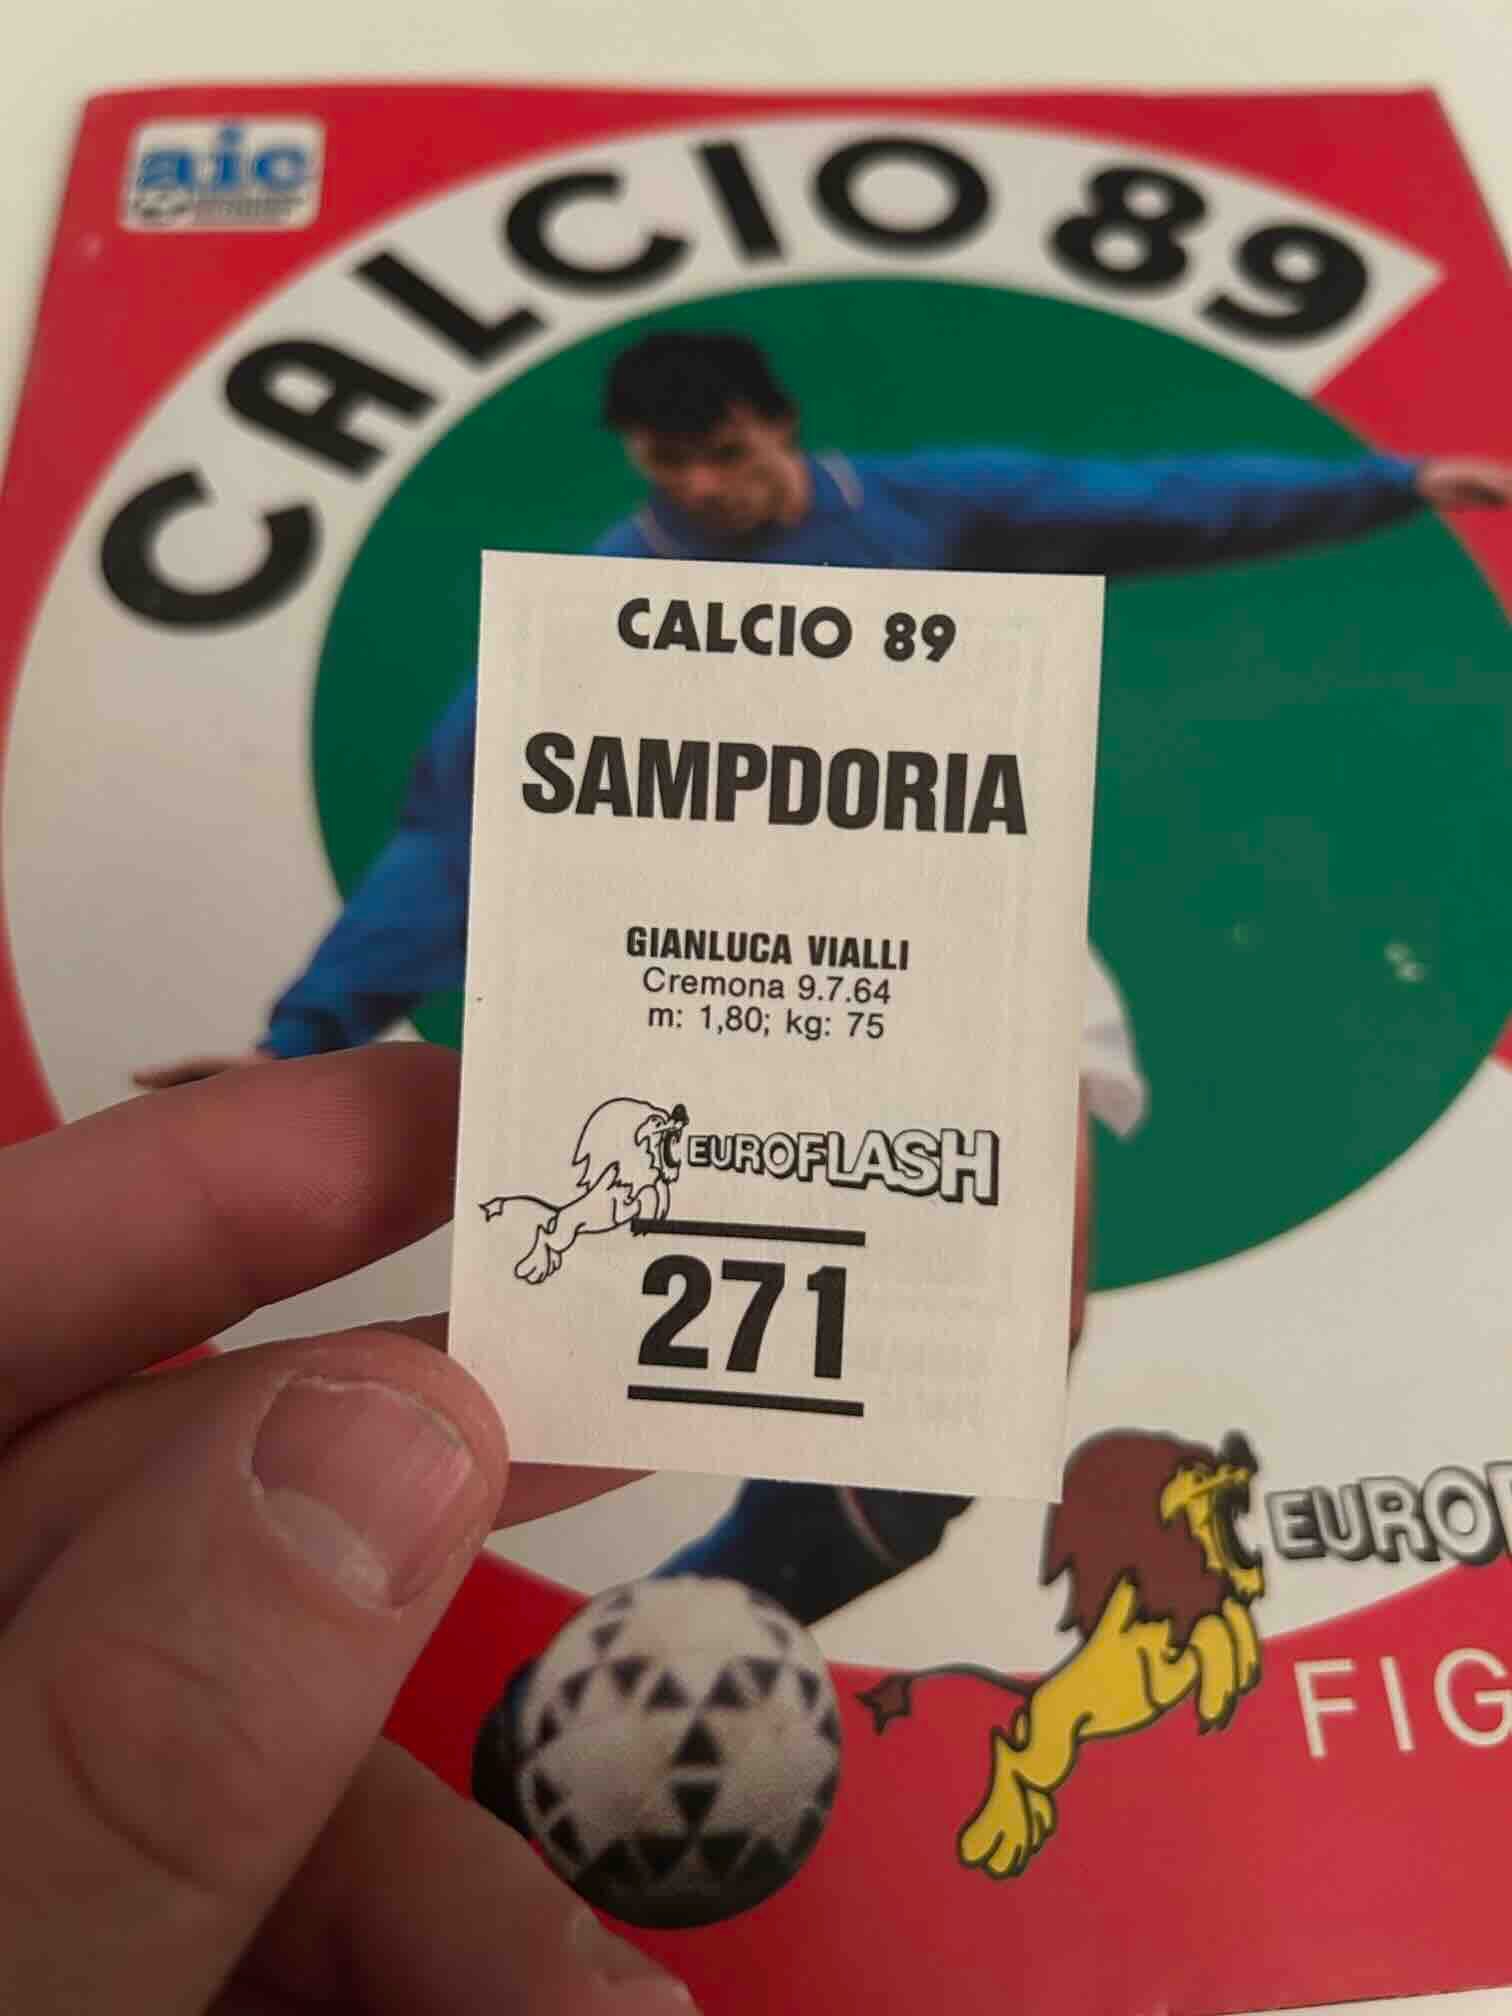 aic
CALCIO 89
CALCIO 89
SAMPDORIA
GIANLUCA VIALLI
Cremona 9.7.64
m: 1,80; kg: 75
EUROFLASH
271
EURO
FIG